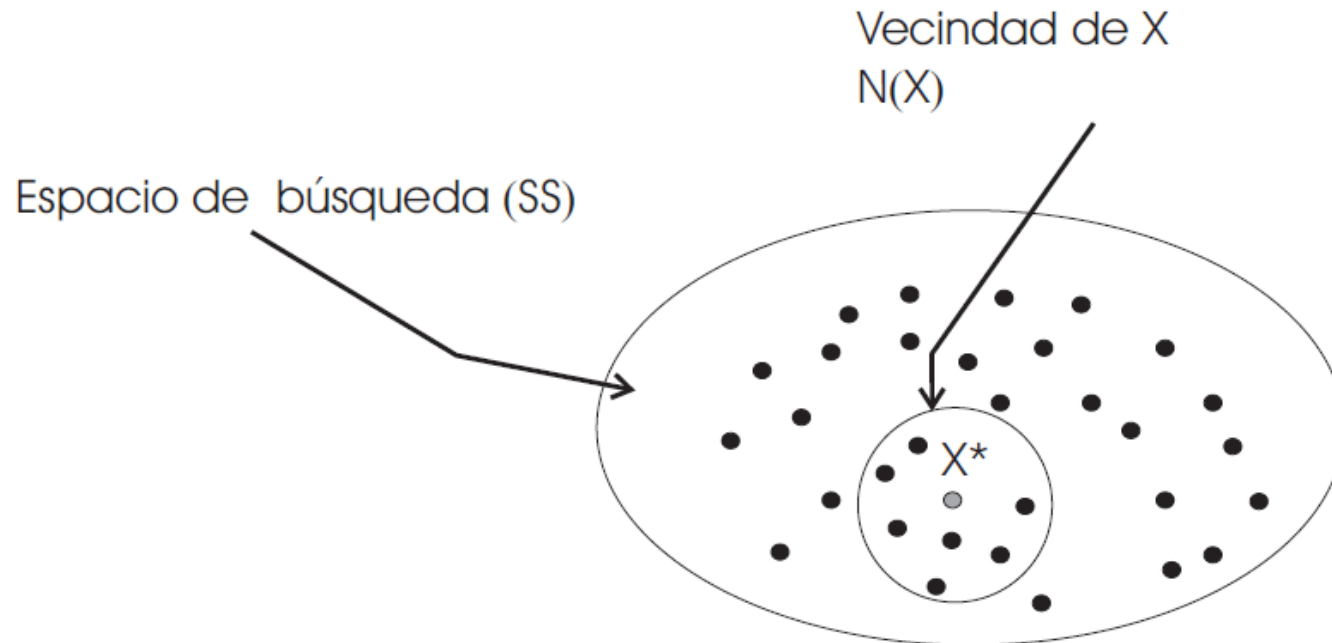 Vecindad de X
N(X)
Espacio de búsqueda (SS)
X*